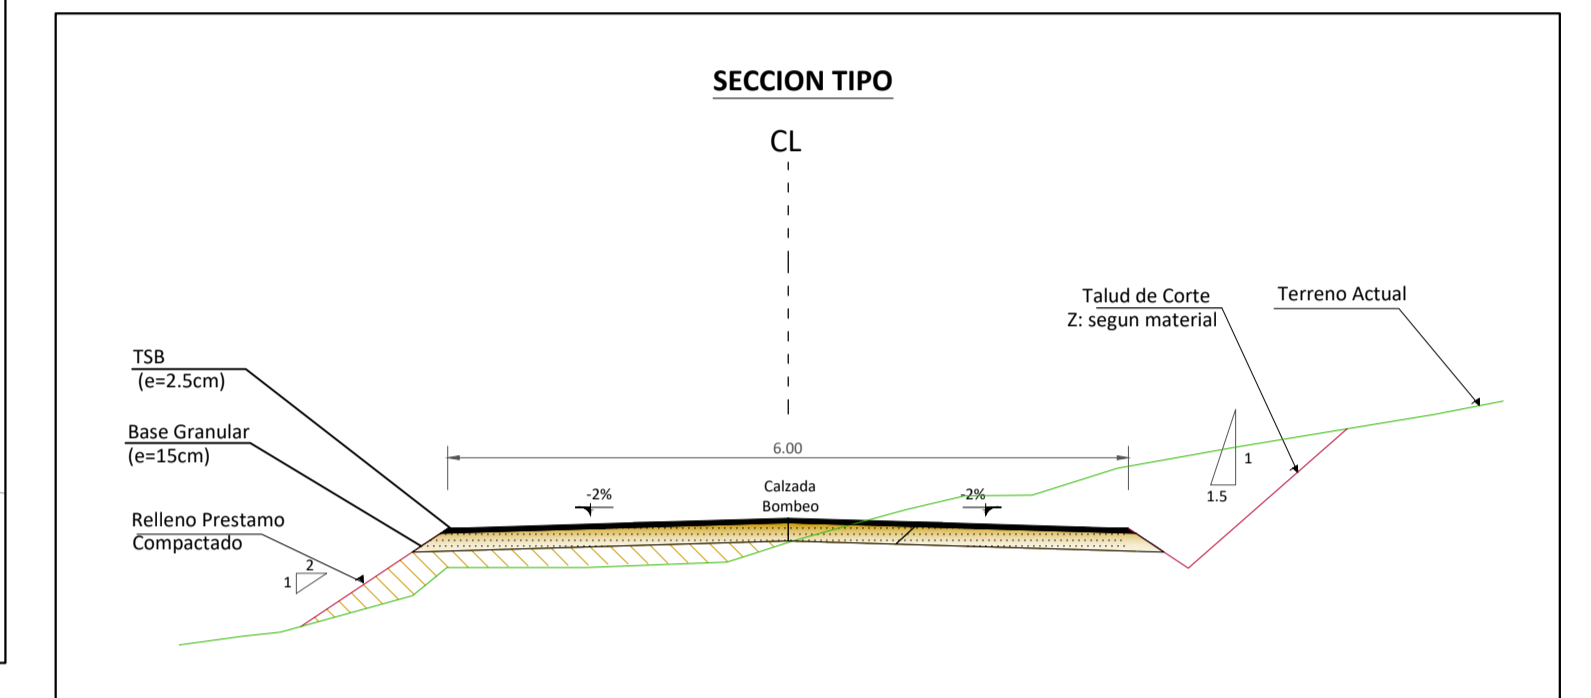 SECCION TIPO
CL
Talud de Corte
Z: segun material
Terreno Actual
TSB
(e=2.5cm)
Base Granular
(e=15cm)
Relleno Prestamo
Compactado
2
1
6.00
Calzada
Bombeo
-2%
-2%
1
1.5